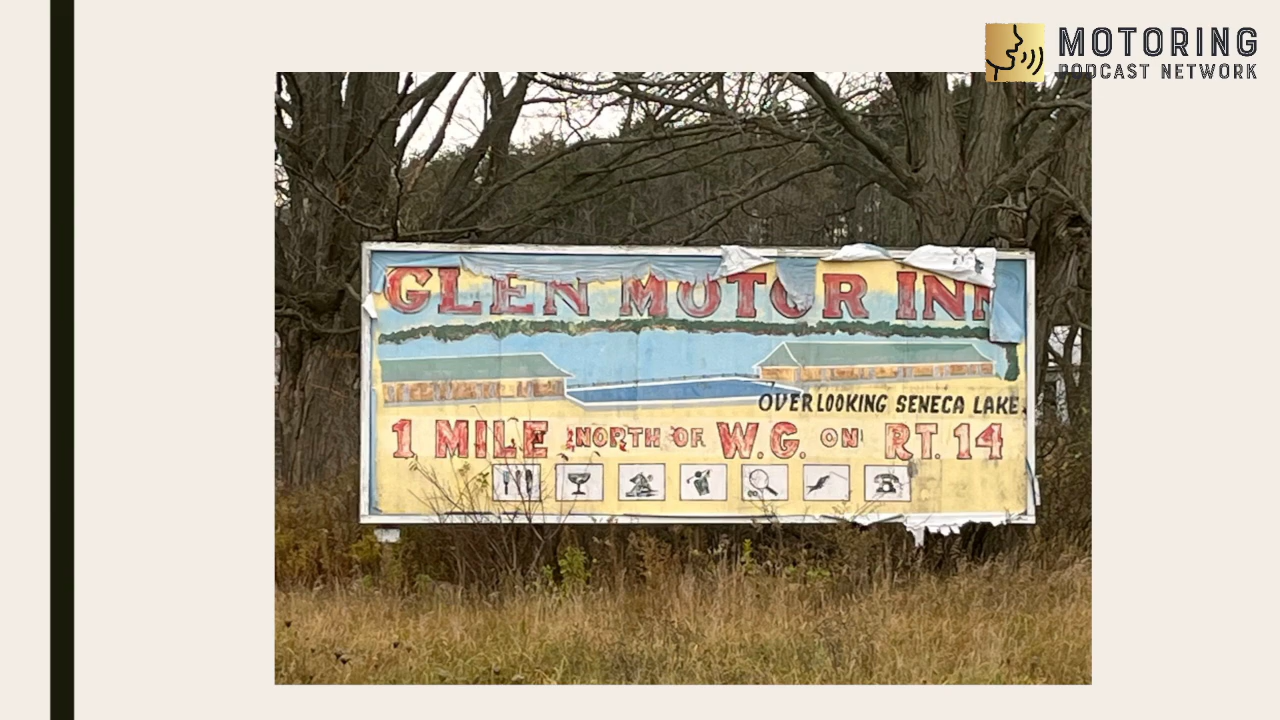 MOTORING
PODCAST NETWORK
GLEN MOTOR INN
OVERLOOKING SENECA LAKE
1 MILE NORTH OF W.G. ON RT. 14